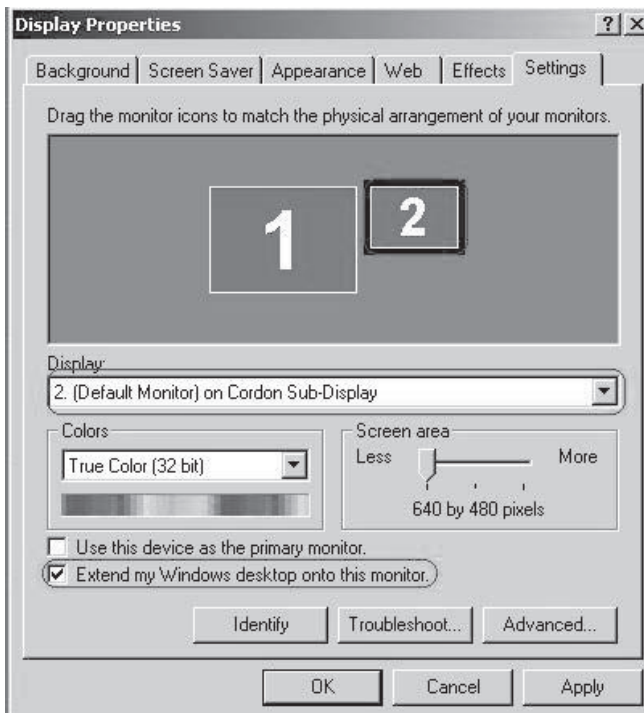 Display Properties
Background Screen Saver Appearance Web Effects Settings
Drag the monitor icons to match the physical arrangement of your monitors.
1 2
Display:
2. (Default Monitor) on Cordon Sub-Display
Colors
True Color (32 bit)
Screen area
Less More
640 by 480 pixels
Use this device as the primary monitor.
Extend my Windows desktop onto this monitor.
Identify Troubleshoot... Advanced...
OK Cancel Apply